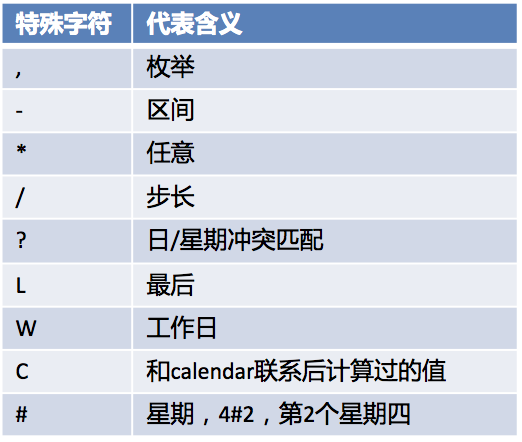 特殊字符 代表含义
, 枚举
- 区间
* 任意
/ 步长
? 日/星期冲突匹配
L 最后
W 工作日
C 和calendar联系后计算过的值
# 星期，4#2，第2个星期四